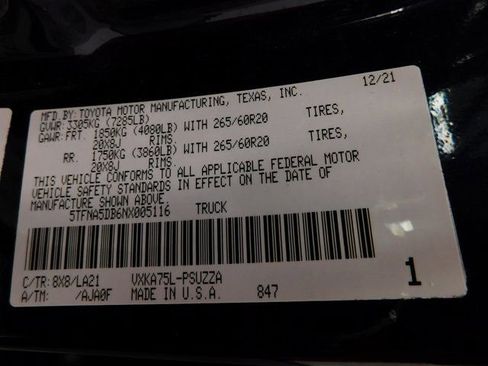 MFD.BY:TOYOTA MOTOR MANUFACTURING, TEXAS, INC. 12/21
GVWR:3305KG (7285LB)
GAWR:FRT. 1850KG (4080LB) WITH 265/60R20 TIRES,
20X8J RIMS.
RR. 1750KG (3860LB) WITH 265/60R20 TIRES,
20X8J RIMS.
THIS VEHICLE CONFORMS TO ALL APPLICABLE FEDERAL MOTOR
VEHICLE SAFETY STANDARDS IN EFFECT ON THE DATE OF
MANUFACTURE SHOWN ABOVE.
5TFNA5DB6NX005116 TRUCK
C/TR: 8X8/LA21 VXKA75L-PSUZZA
A/TM: /AJA0F MADE IN U.S.A. 847
1